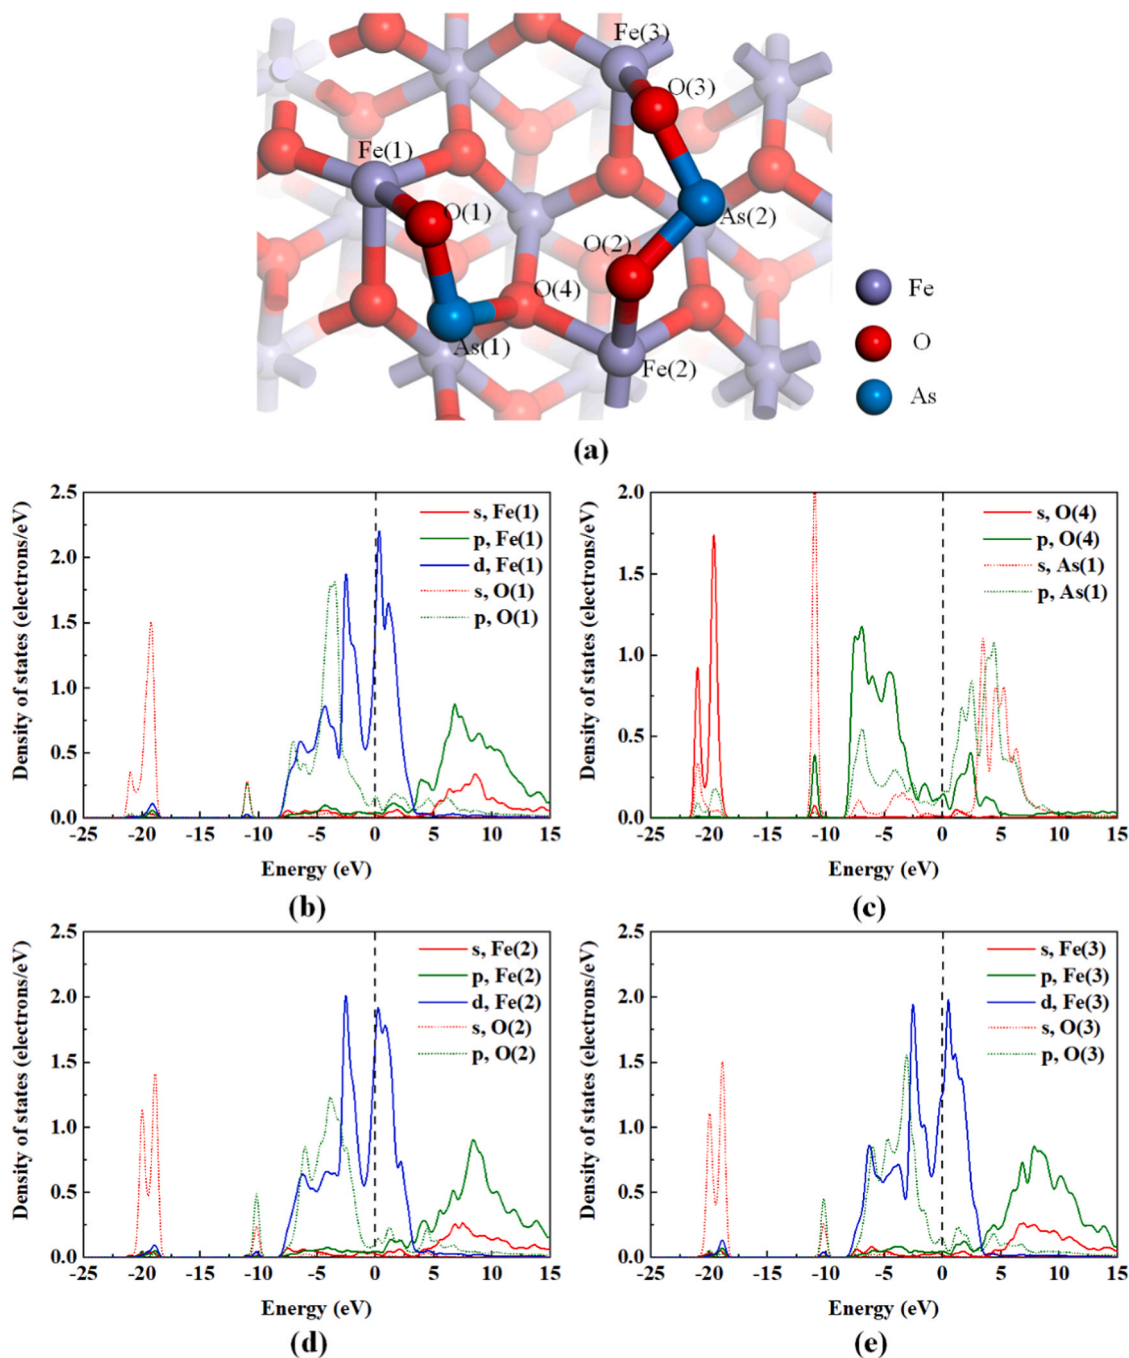 Fe(3)
O(3)
Fe(1)
O(1)
As(2)
O(2)
O(4)
As(1)
Fe(2)
Fe
O
As
(a)
2.5
2.0
1.5
1.0
0.5
0.0
Density of states (electrons/eV)
s, Fe(1)
p, Fe(1)
d, Fe(1)
s, O(1)
p, O(1)
-25 -20 -15 -10 -5 0 5 10 15
Energy (eV)
(b)
2.0
1.5
1.0
0.5
0.0
Density of states (electrons/eV)
s, O(4)
p, O(4)
s, As(1)
p, As(1)
-25 -20 -15 -10 -5 0 5 10 15
Energy (eV)
(c)
2.5
2.0
1.5
1.0
0.5
0.0
Density of states (electrons/eV)
s, Fe(2)
p, Fe(2)
d, Fe(2)
s, O(2)
p, O(2)
-25 -20 -15 -10 -5 0 5 10 15
Energy (eV)
(d)
2.5
2.0
1.5
1.0
0.5
0.0
Density of states (electrons/eV)
s, Fe(3)
p, Fe(3)
d, Fe(3)
s, O(3)
p, O(3)
-25 -20 -15 -10 -5 0 5 10 15
Energy (eV)
(e)